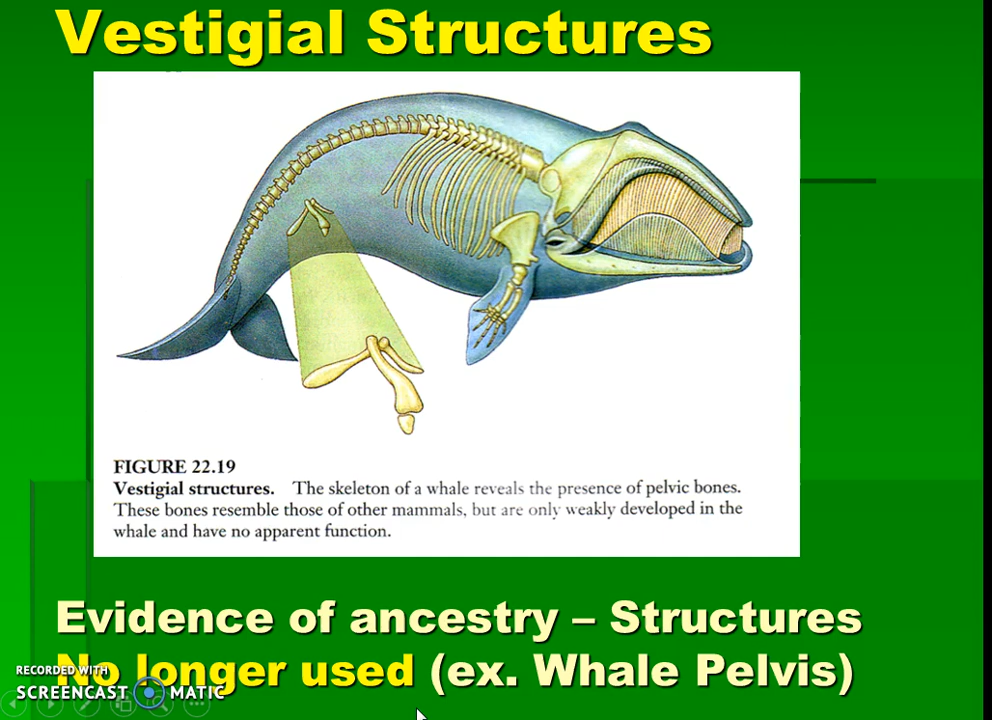 Vestigial Structures
FIGURE 22.19
Vestigial structures. The skeleton of a whale reveals the presence of pelvic bones.
These bones resemble those of other mammals, but are only weakly developed in the
whale and have no apparent function.
Evidence of ancestry – Structures
No longer used (ex. Whale Pelvis)
RECORDED WITH
SCREENCAST MATIC